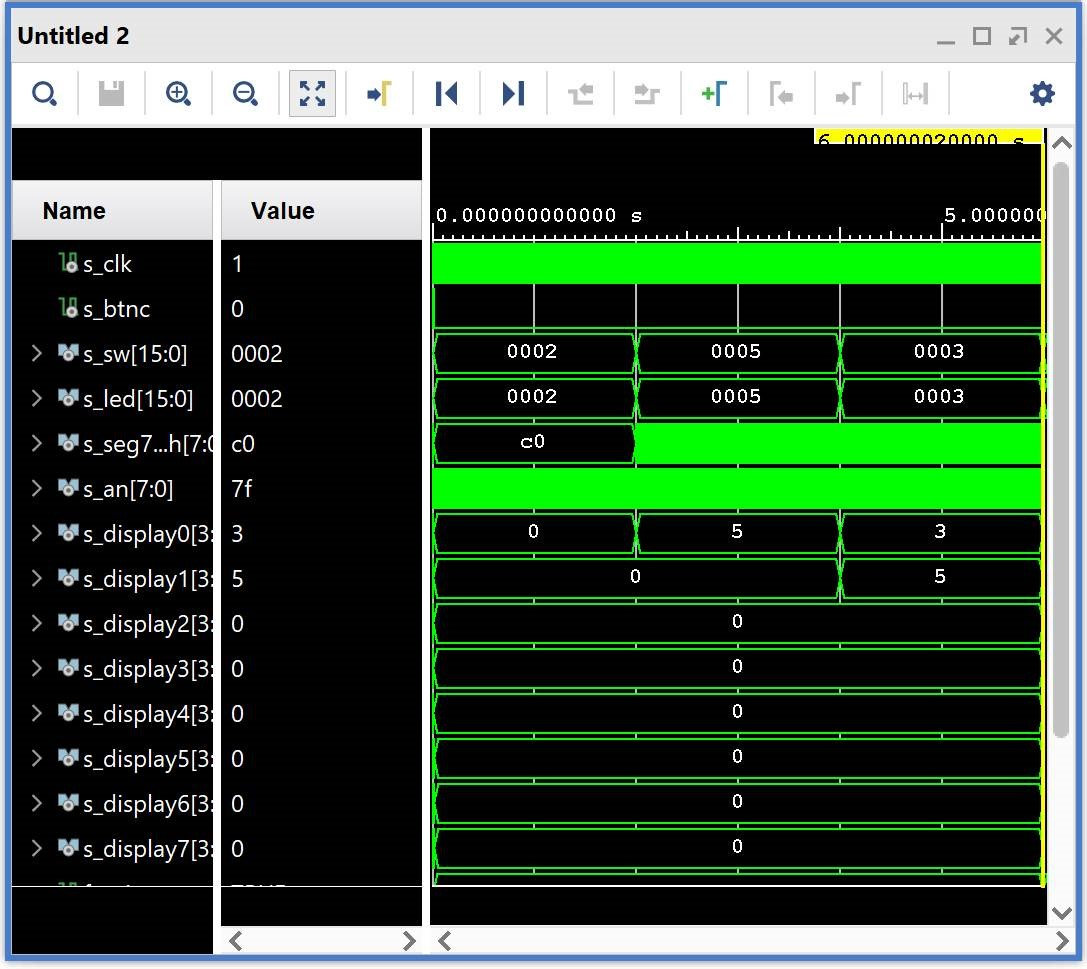 Untitled 2
6.000000020000 s
Name Value
0.000000000000 s 5.000000
s_clk 1
s_btnc 0
s_sw[15:0] 0002 0002 0005 0003
s_led[15:0] 0002 0002 0005 0003
s_seg7...h[7:0 c0 c0
s_an[7:0] 7f
s_display0[3: 3 0 5 3
s_display1[3: 5 0 5
s_display2[3: 0 0
s_display3[3: 0 0
s_display4[3: 0 0
s_display5[3: 0 0
s_display6[3: 0 0
s_display7[3: 0 0